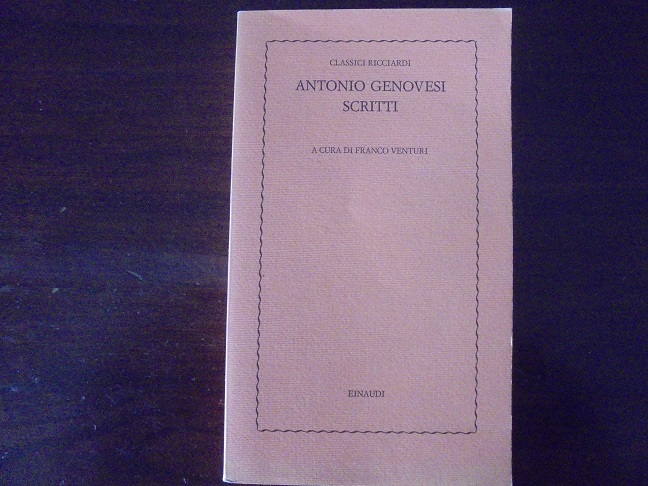 CLASSICI RICCIARDI
ANTONIO GENOVESI
SCRITTI
A CURA DI FRANCO VENTURI
EINAUDI